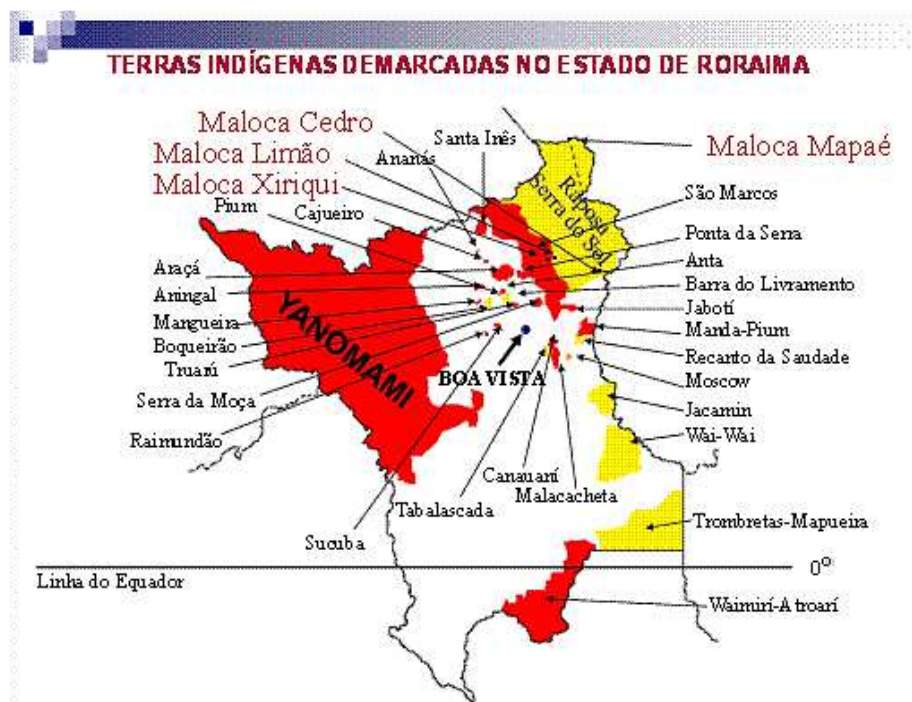 TERRAS INDÍGENAS DEMARCADAS NO ESTADO DE RORAIMA
Maloca Cedro
Maloca Limão
Maloca Xiriqui
Santa Inês
Ananás
Maloca Mapaé
Pium
Cajueiro
Raposa
Serra do Sol
São Marcos
Ponta da Serra
Anta
Barra do Livramento
Jabotí
Manda-Pium
Recanto da Saudade
Moscow
Jacamin
Wai-Wai
Araçá
Aningal
Mangueira
Boqueirão
Truarú
Serra da Moça
Raimundão
YANOMAMI
BOA VISTA
Canauaní
Malacacheta
Tabalascada
Sucuba
Trombretas-Mapueira
Linha do Equador
0º
Waimirí-Atroarí